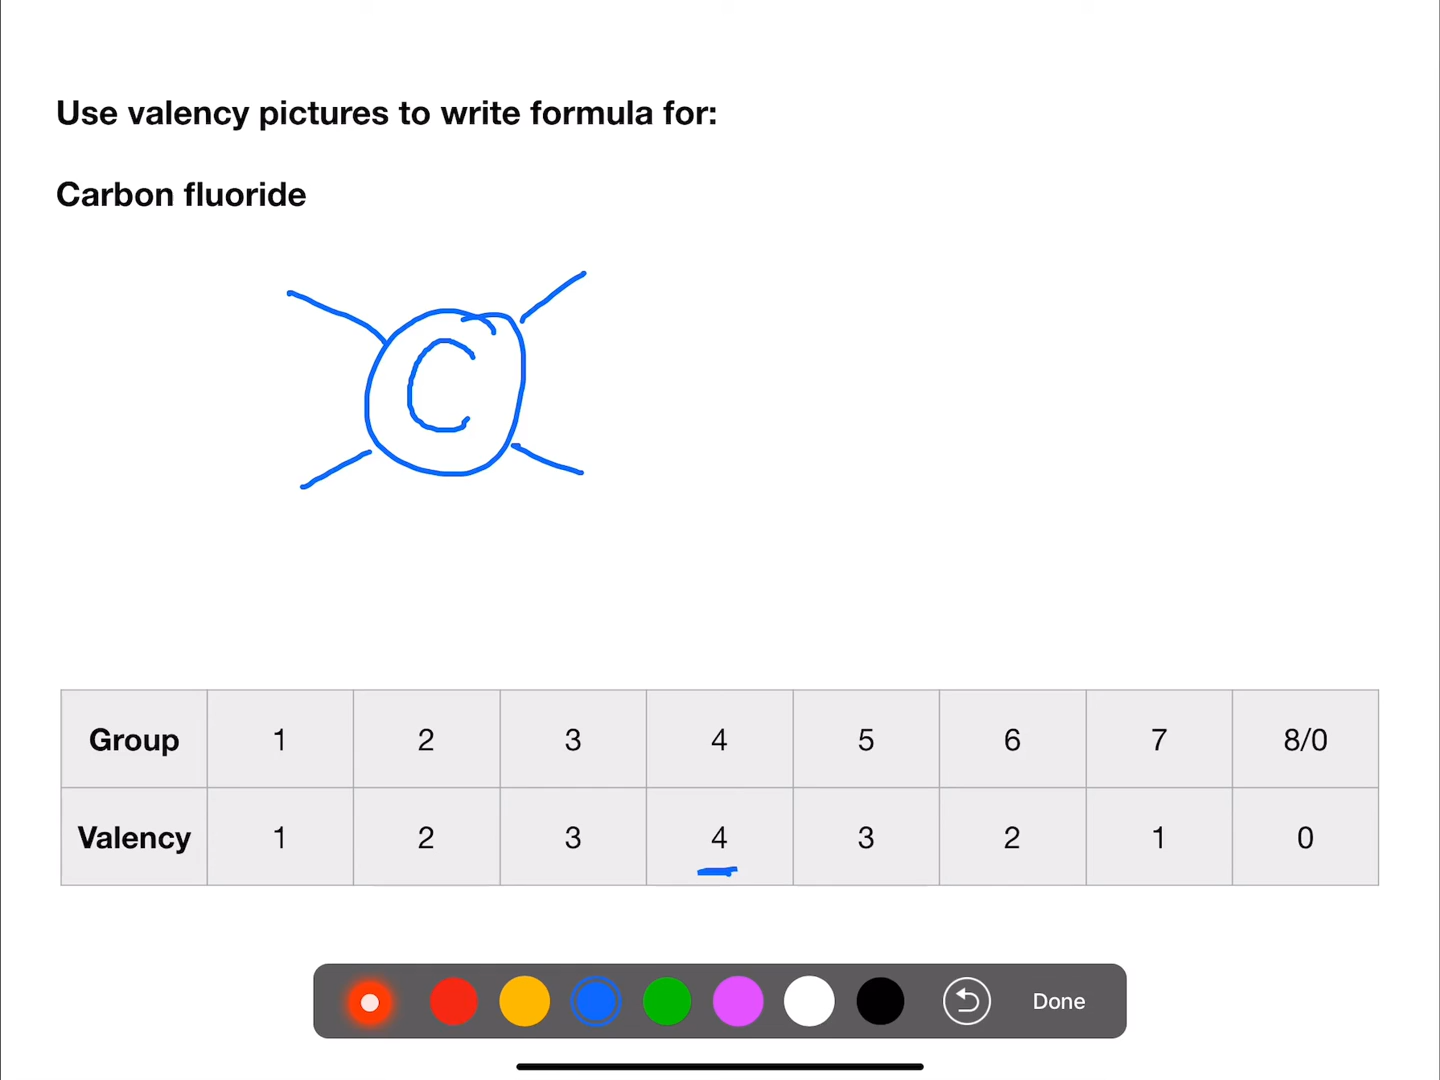 Use valency pictures to write formula for:
Carbon fluoride
C
Group 1 2 3 4 5 6 7 8/0
Valency 1 2 3 4 3 2 1 0
Done